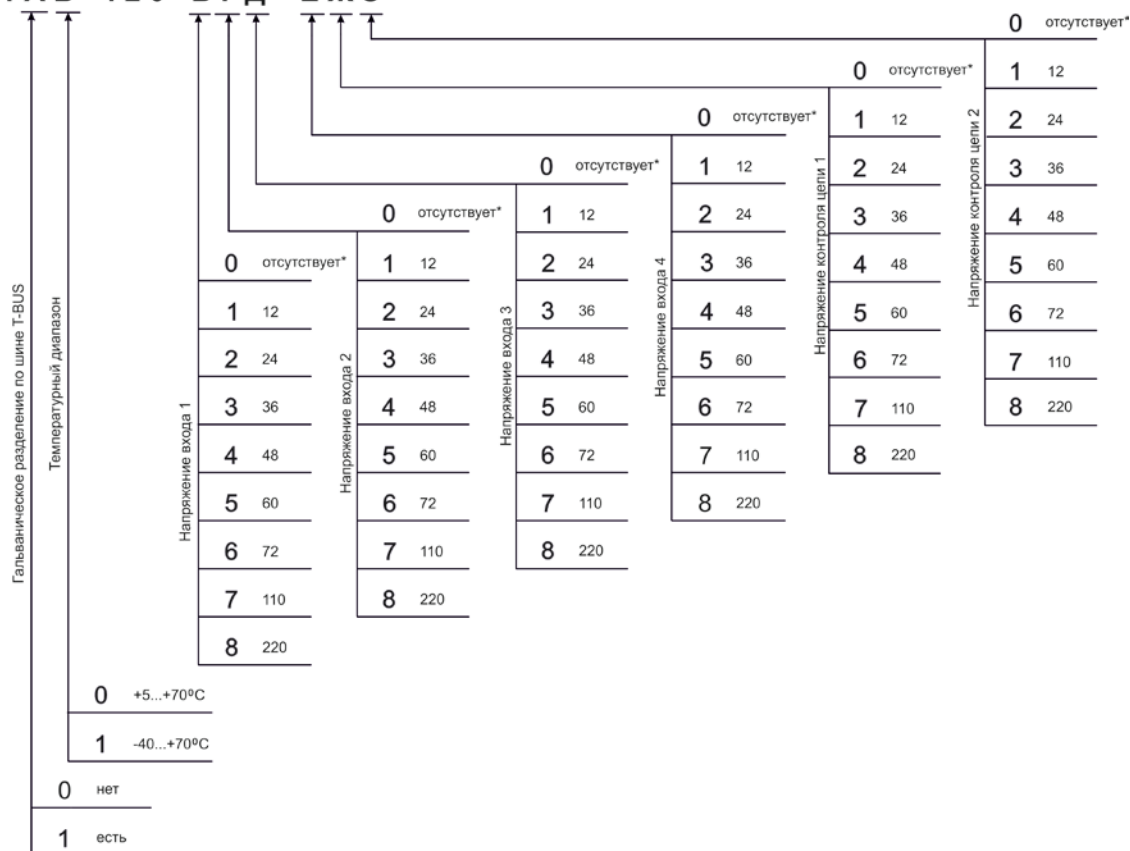 0 отсутствует*
1 12
2 24
3 36
4 48
5 60
6 72
7 110
8 220
Напряжение контроля цепи 2
0 отсутствует*
1 12
2 24
3 36
4 48
5 60
6 72
7 110
8 220
Напряжение контроля цепи 1
0 отсутствует*
1 12
2 24
3 36
4 48
5 60
6 72
7 110
8 220
Напряжение входа 4
0 отсутствует*
1 12
2 24
3 36
4 48
5 60
6 72
7 110
8 220
Напряжение входа 3
0 отсутствует*
1 12
2 24
3 36
4 48
5 60
6 72
7 110
8 220
Напряжение входа 2
0 отсутствует*
1 12
2 24
3 36
4 48
5 60
6 72
7 110
8 220
Напряжение входа 1
Температурный диапазон
0 +5...+70ºC
1 -40...+70ºC
Гальваническое разделение по шине T-BUS
0 нет
1 есть